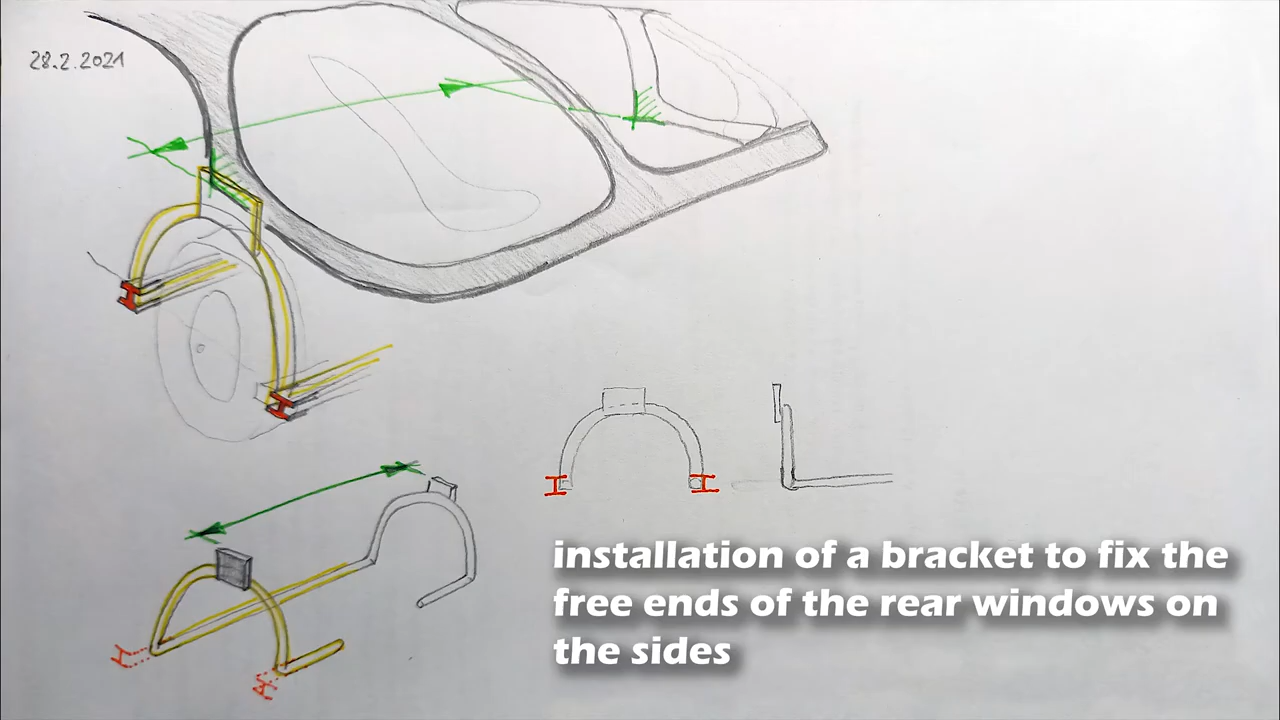 28.2.2021
installation of a bracket to fix the
free ends of the rear windows on
the sides